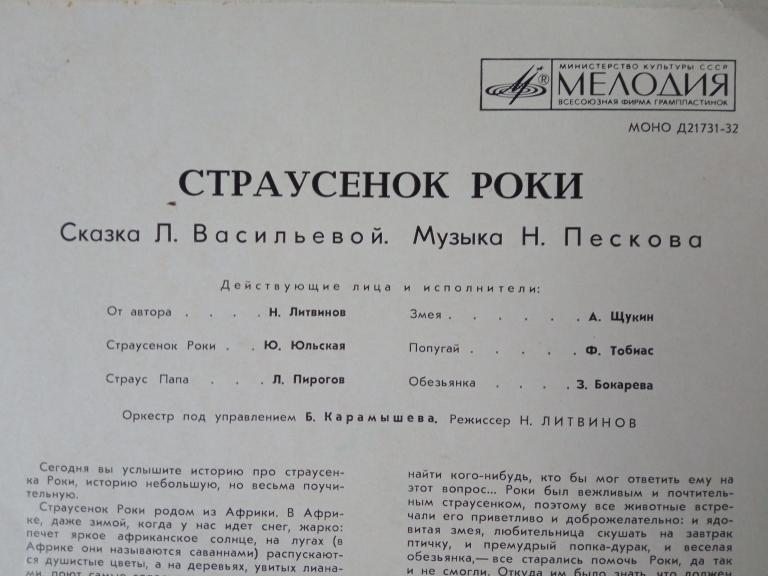 МИНИСТЕРСТВО КУЛЬТУРЫ СССР
МЕЛОДИЯ
ВСЕСОЮЗНАЯ ФИРМА ГРАМПЛАСТИНОК
МОНО Д21731-32
СТРАУСЕНОК РОКИ
Сказка Л. Васильевой. Музыка Н. Пескова
Действующие лица и исполнители:
От автора . . . . Н. Литвинов
Страусенок Роки . . Ю. Юльская
Страус Папа . . . Л. Пирогов
Змея . . . . . . А. Щукин
Попугай . . . . . Ф. Тобиас
Обезьянка . . . . З. Бокарева
Оркестр под управлением Б. Карамышева. Режиссер Н. ЛИТВИНОВ
Сегодня вы услышите историю про страусен-
ка Роки, историю небольшую, но весьма поучи-
тельную.
Страусенок Роки родом из Африки. В Афри-
ке, даже зимой, когда у нас идет снег, жарко:
печет яркое африканское солнце, на лугах (в
Африке они называются саваннами) распускают-
ся душистые цветы, а на деревьях, увитых лиана-
ми, поют самые
найти кого-нибудь, кто бы мог ответить ему на
этот вопрос... Роки был вежливым и почтитель-
ным страусенком, поэтому все животные встре-
чали его приветливо и доброжелательно: и ядо-
витая змея, любительница скушать на завтрак
птичку, и премудрый попка-дурак, и веселая
обезьянка,— все старались помочь Роки, да так
и не смогли. Откуда им было знать, что должен